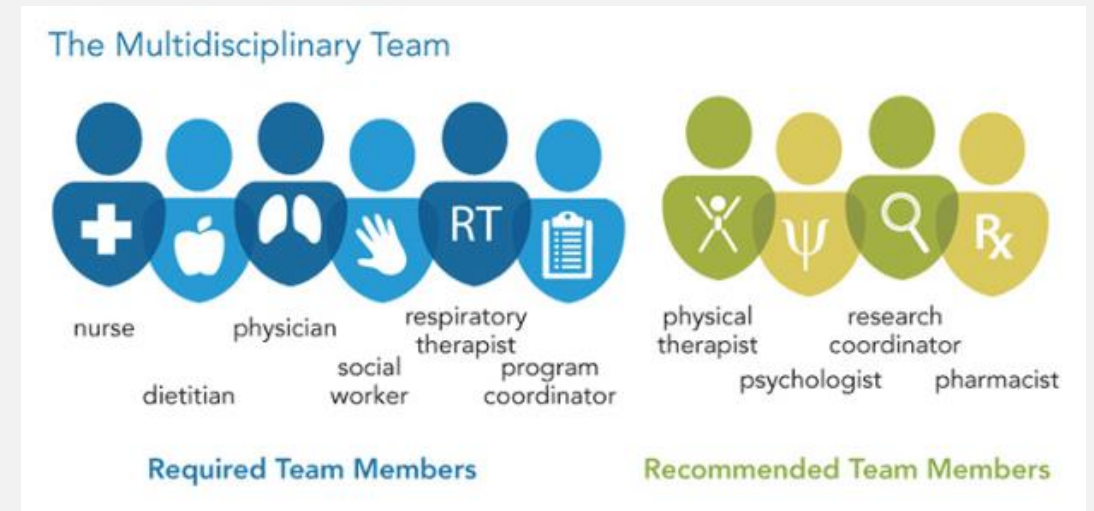 The Multidisciplinary Team
RT
Rx
nurse
dietitian
physician
social
worker
respiratory
therapist
program
coordinator
physical
therapist
psychologist
research
coordinator
pharmacist
Required Team Members
Recommended Team Members